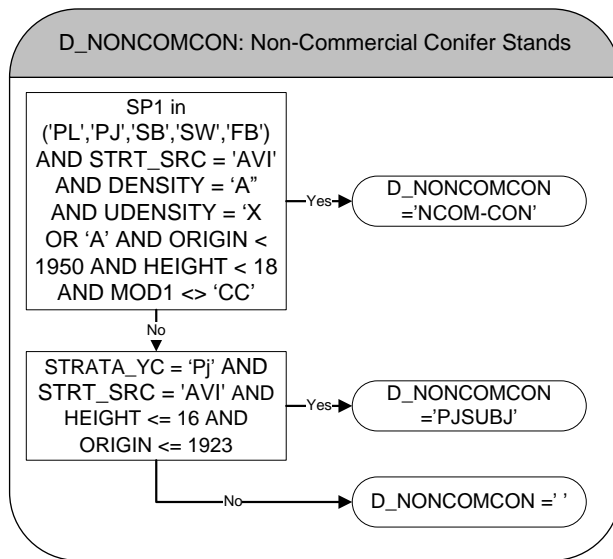 D_NONCOMCON: Non-Commercial Conifer Stands
SP1 in
('PL','PJ','SB','SW','FB')
AND STRT_SRC = 'AVI'
AND DENSITY = ‘A”
AND UDENSITY = ‘X
OR ‘A’ AND ORIGIN <
1950 AND HEIGHT < 18
AND MOD1 <> ‘CC’
Yes
D_NONCOMCON
=’NCOM-CON’
No
STRATA_YC = ‘Pj’ AND
STRT_SRC = 'AVI' AND
HEIGHT <= 16 AND
ORIGIN <= 1923
Yes
D_NONCOMCON
=’PJSUBJ’
No
D_NONCOMCON =’ ’